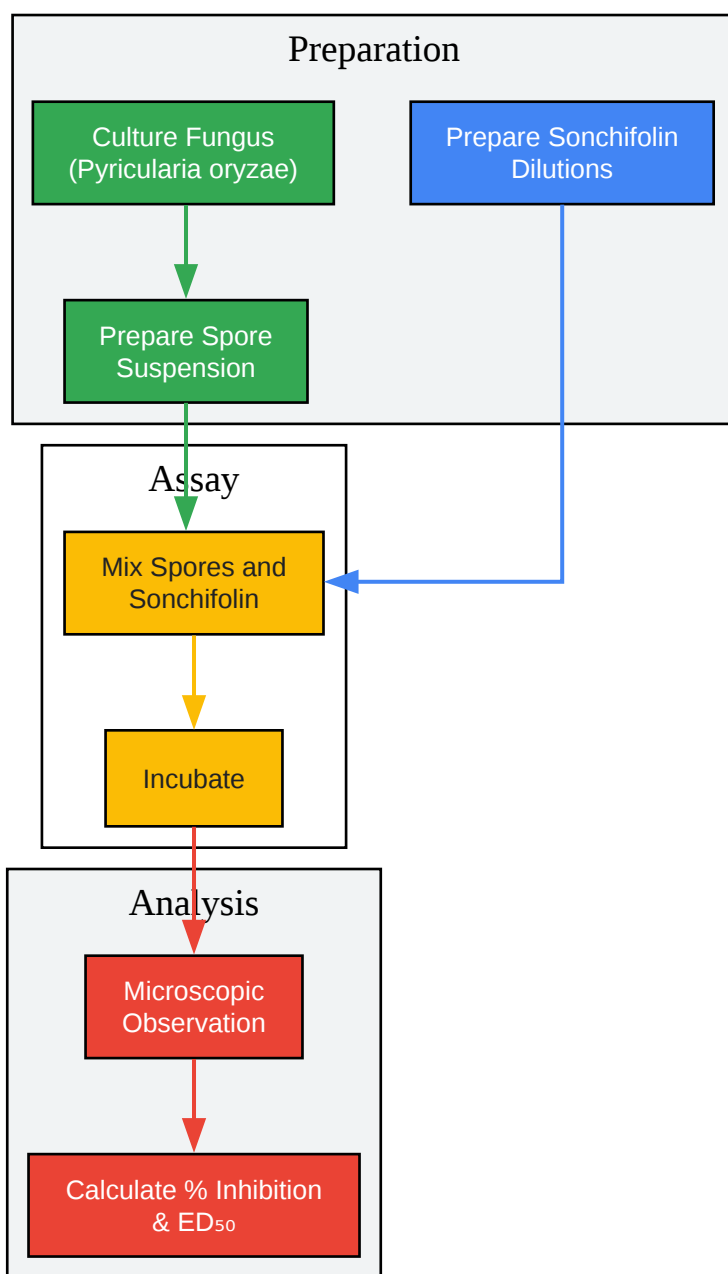 Preparation
Culture Fungus
(Pyricularia oryzae)
Prepare Sonchifolin
Dilutions
Prepare Spore
Suspension
Assay
Mix Spores and
Sonchifolin
Incubate
Analysis
Microscopic
Observation
Calculate % Inhibition
& ED₅₀